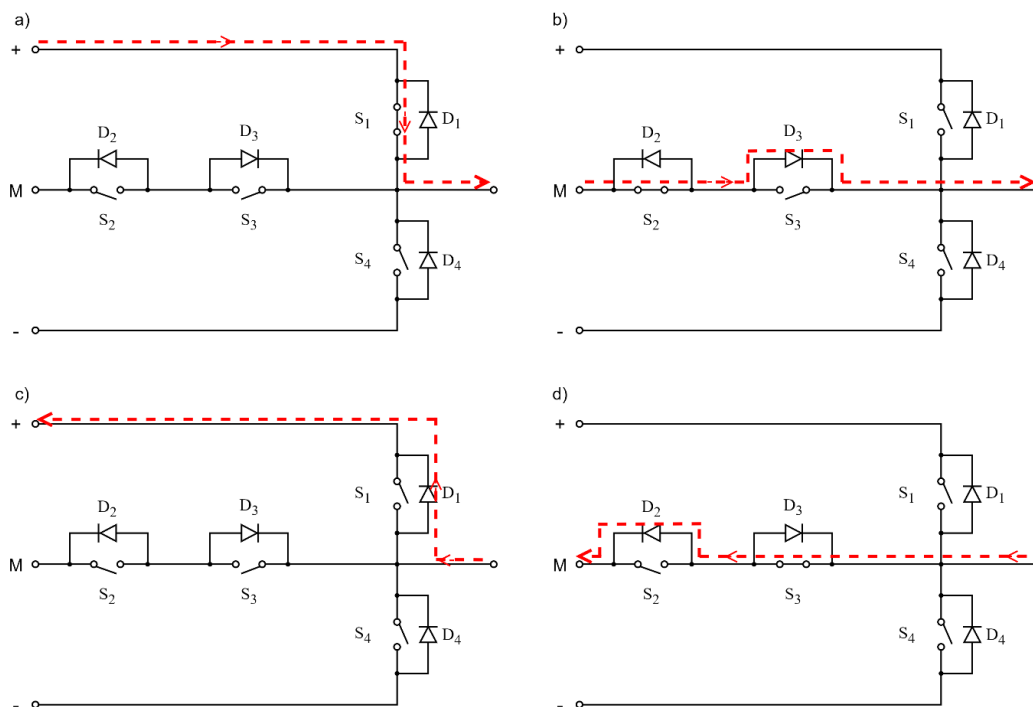 a)
+
S1
D1
D2
D3
M
S2
S3
S4
D4
-
b)
+
S1
D1
D2
D3
M
S2
S3
S4
D4
-
c)
+
S1
D1
D2
D3
M
S2
S3
S4
D4
-
d)
+
S1
D1
D2
D3
M
S2
S3
S4
D4
-